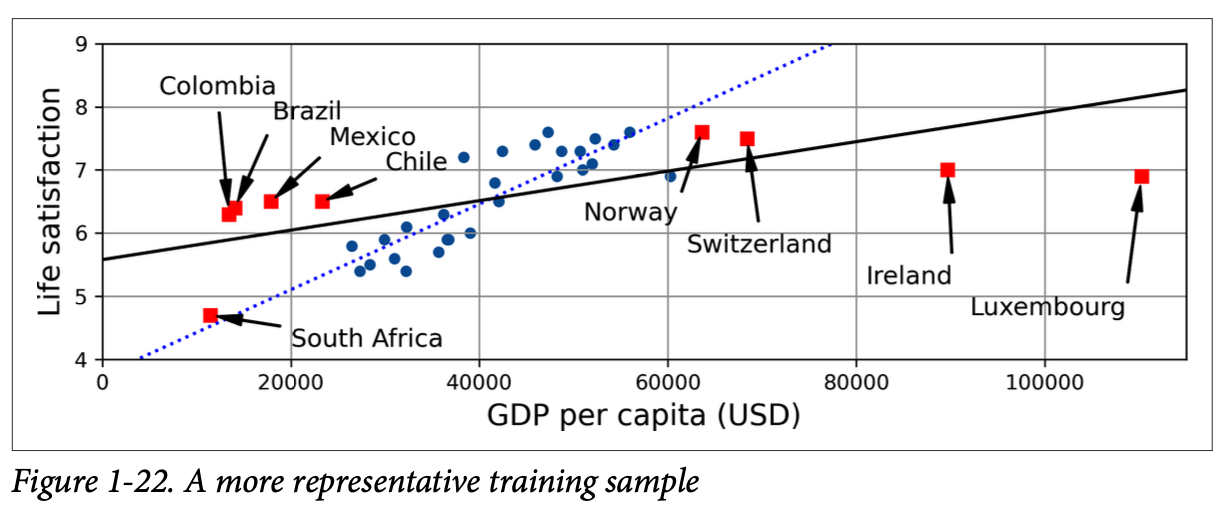 9
Colombia
8
Brazil
Mexico
Chile
7
Life satisfaction
Norway
6
Switzerland
Ireland
5
Luxembourg
South Africa
4
0 20000 40000 60000 80000 100000
GDP per capita (USD)
Figure 1-22. A more representative training sample